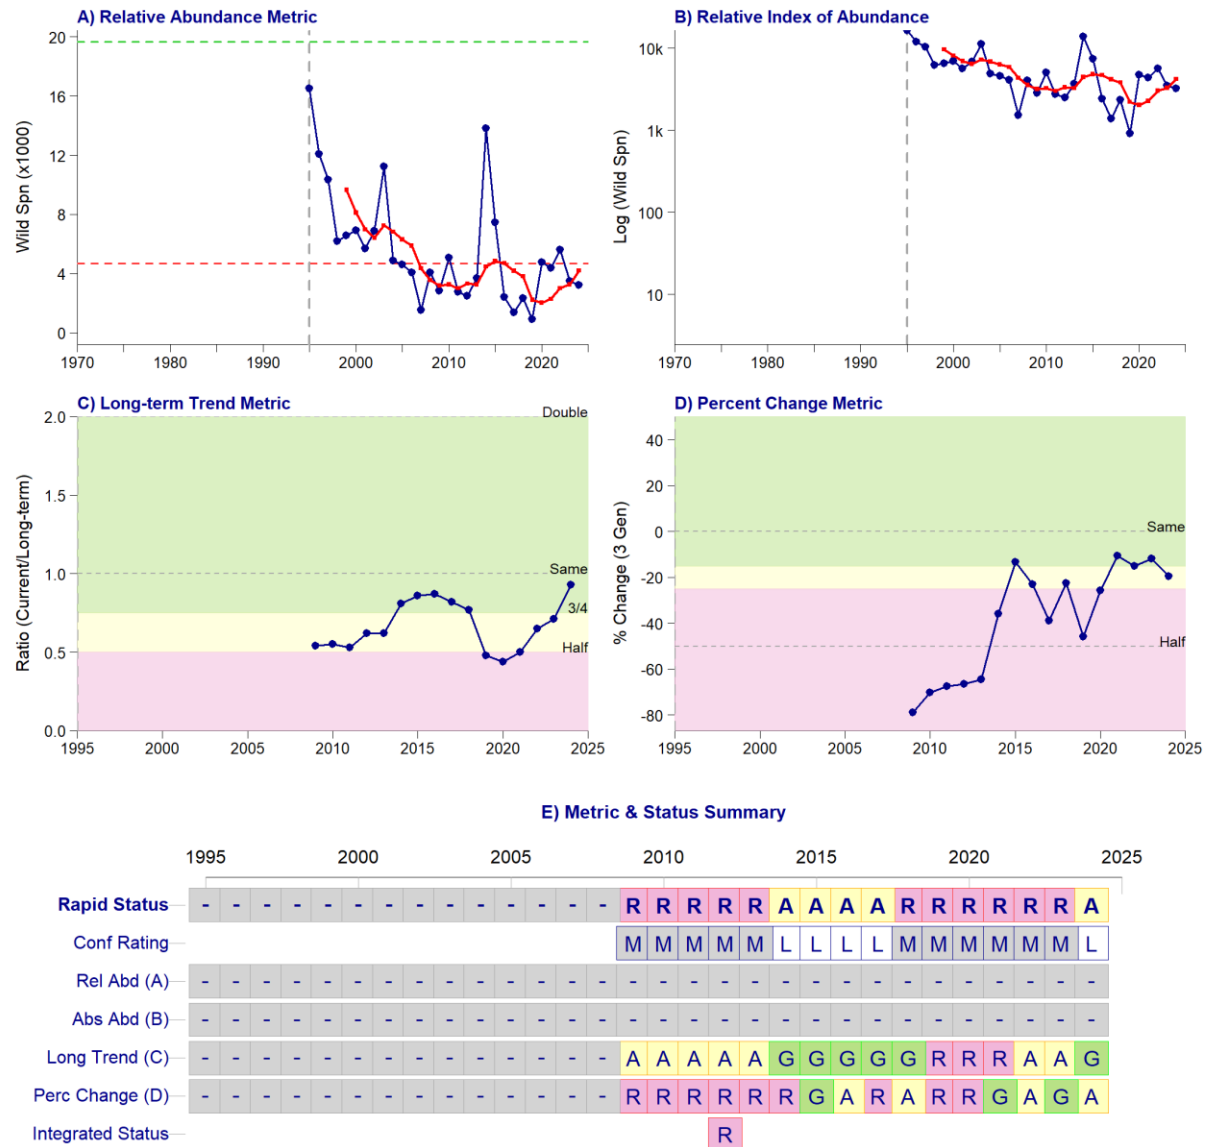 A) Relative Abundance Metric
Wild Spn (x1000)
20
16
12
8
4
0
1970 1980 1990 2000 2010 2020
B) Relative Index of Abundance
Log (Wild Spn)
10k
1k
100
10
1970 1980 1990 2000 2010 2020
C) Long-term Trend Metric
Ratio (Current/Long-term)
2.0
1.5
1.0
0.5
0.0
Double
Same
3/4
Half
1995 2000 2005 2010 2015 2020 2025
D) Percent Change Metric
% Change (3 Gen)
40
20
0
-20
-40
-60
-80
Same
Half
1995 2000 2005 2010 2015 2020 2025
E) Metric & Status Summary
1995 2000 2005 2010 2015 2020 2025
Rapid Status - - - - - - - - - - - - - - R R R R R A A A A R R R R R R A
Conf Rating M M M M M L L L L M M M M M M L
Rel Abd (A) - - - - - - - - - - - - - - - - - - - - - - - - - - - - - -
Abs Abd (B) - - - - - - - - - - - - - - - - - - - - - - - - - - - - - -
Long Trend (C) - - - - - - - - - - - - - - A A A A A G G G G G R R R A A G
Perc Change (D) - - - - - - - - - - - - - - R R R R R R G A R A R R G A G A
Integrated Status R